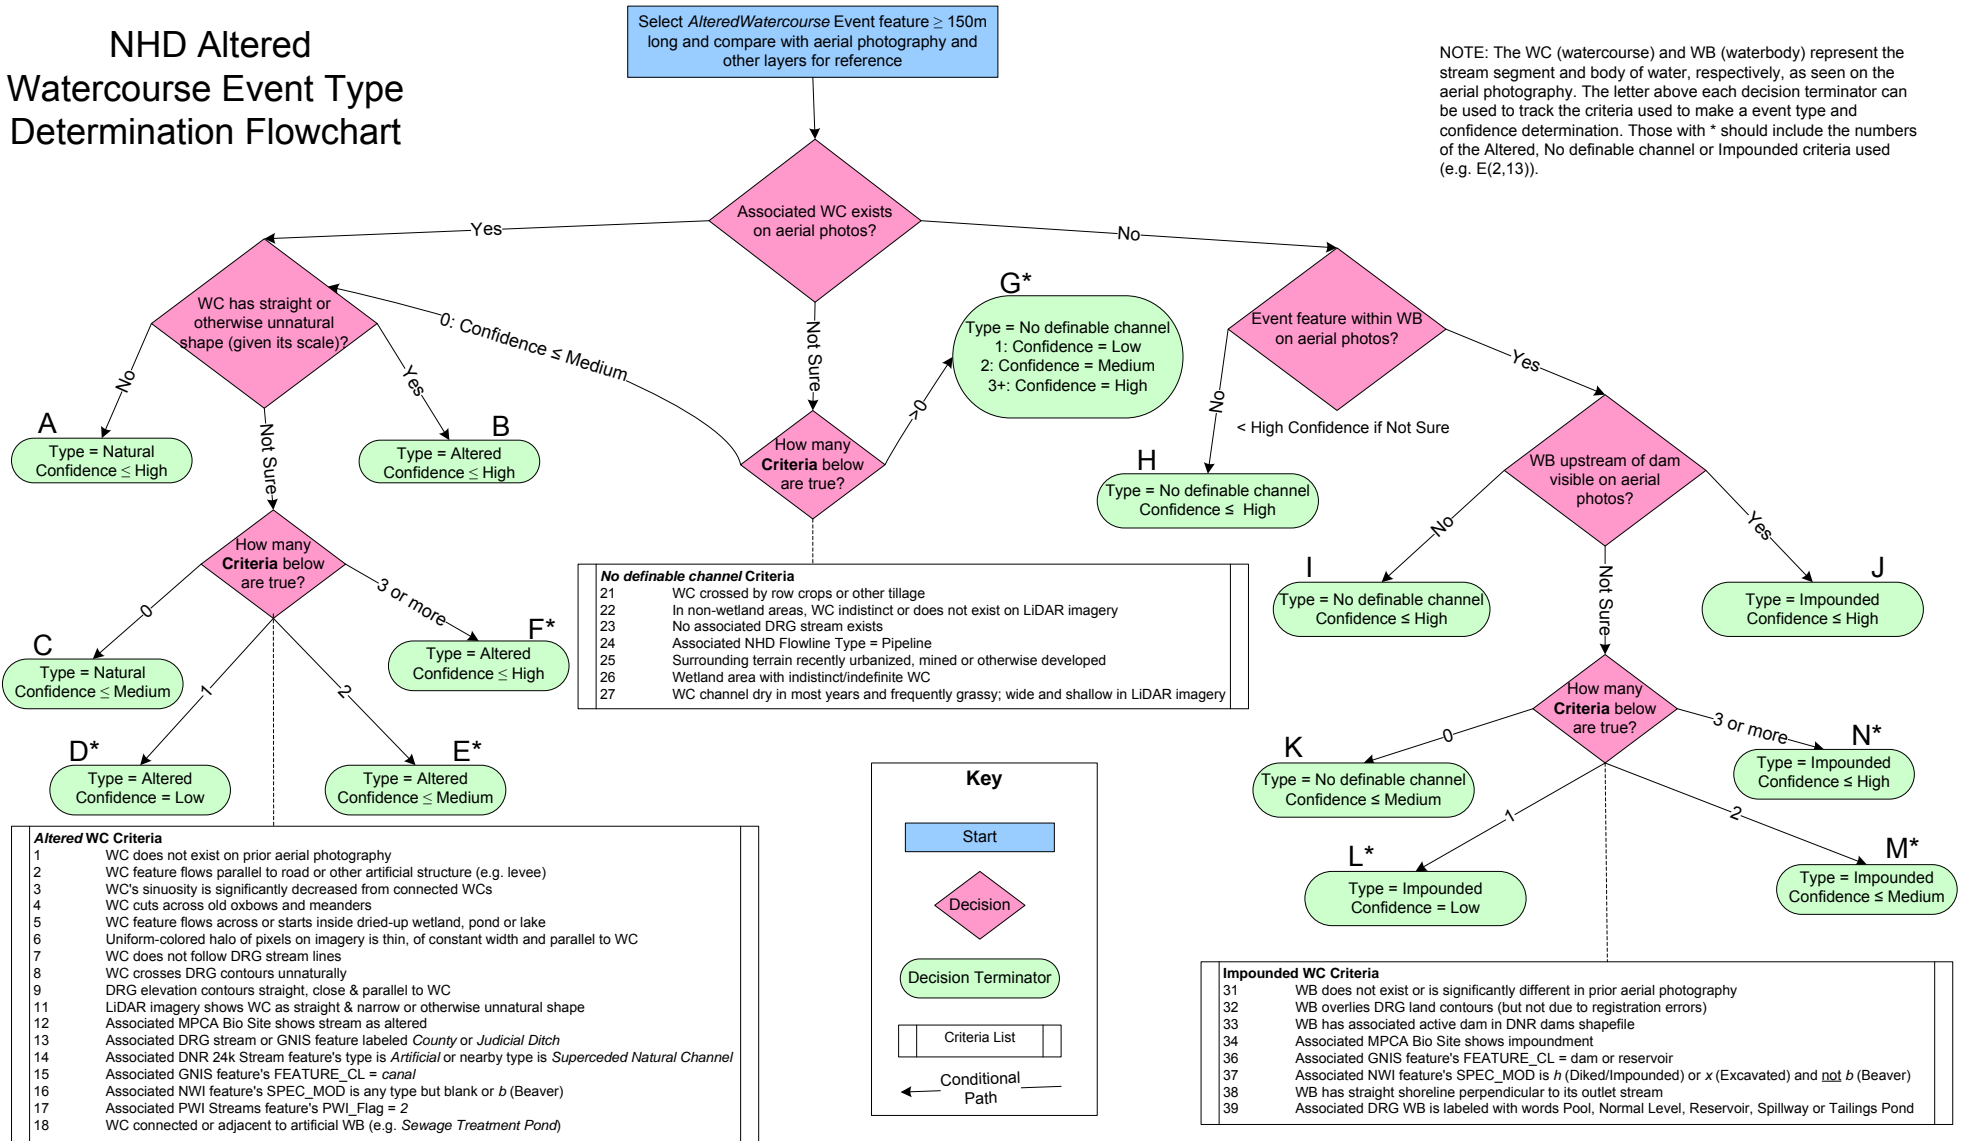 NHD Altered
Watercourse Event Type
Determination Flowchart
Select AlteredWatercourse Event feature ≥ 150m
long and compare with aerial photography and
other layers for reference
NOTE: The WC (watercourse) and WB (waterbody) represent the
stream segment and body of water, respectively, as seen on the
aerial photography. The letter above each decision terminator can
be used to track the criteria used to make a event type and
confidence determination. Those with * should include the numbers
of the Altered, No definable channel or Impounded criteria used
(e.g. E(2,13)).
Associated WC exists
on aerial photos?
Yes
No
Not Sure
WC has straight or
otherwise unnatural
shape (given its scale)?
0: Confidence ≤ Medium
No
Yes
Not Sure
A
Type = Natural
Confidence ≤ High
B
Type = Altered
Confidence ≤ High
How many
Criteria below
are true?
>0
G*
Type = No definable channel
1: Confidence = Low
2: Confidence = Medium
3+: Confidence = High
Event feature within WB
on aerial photos?
No
Yes
< High Confidence if Not Sure
H
Type = No definable channel
Confidence ≤ High
WB upstream of dam
visible on aerial
photos?
No
Yes
Not Sure
I
Type = No definable channel
Confidence ≤ High
J
Type = Impounded
Confidence ≤ High
How many
Criteria below
are true?
0
1
2
3 or more
C
Type = Natural
Confidence ≤ Medium
F*
Type = Altered
Confidence ≤ High
D*
Type = Altered
Confidence = Low
E*
Type = Altered
Confidence ≤ Medium
No definable channel Criteria
21 WC crossed by row crops or other tillage
22 In non-wetland areas, WC indistinct or does not exist on LiDAR imagery
23 No associated DRG stream exists
24 Associated NHD Flowline Type = Pipeline
25 Surrounding terrain recently urbanized, mined or otherwise developed
26 Wetland area with indistinct/indefinite WC
27 WC channel dry in most years and frequently grassy; wide and shallow in LiDAR imagery
How many
Criteria below
are true?
0
1
2
3 or more
K
Type = No definable channel
Confidence ≤ Medium
N*
Type = Impounded
Confidence ≤ High
L*
Type = Impounded
Confidence = Low
M*
Type = Impounded
Confidence ≤ Medium
Altered WC Criteria
1 WC does not exist on prior aerial photography
2 WC feature flows parallel to road or other artificial structure (e.g. levee)
3 WC's sinuosity is significantly decreased from connected WCs
4 WC cuts across old oxbows and meanders
5 WC feature flows across or starts inside dried-up wetland, pond or lake
6 Uniform-colored halo of pixels on imagery is thin, of constant width and parallel to WC
7 WC does not follow DRG stream lines
8 WC crosses DRG contours unnaturally
9 DRG elevation contours straight, close & parallel to WC
11 LiDAR imagery shows WC as straight & narrow or otherwise unnatural shape
12 Associated MPCA Bio Site shows stream as altered
13 Associated DRG stream or GNIS feature labeled County or Judicial Ditch
14 Associated DNR 24k Stream feature's type is Artificial or nearby type is Superceded Natural Channel
15 Associated GNIS feature's FEATURE_CL = canal
16 Associated NWI feature's SPEC_MOD is any type but blank or b (Beaver)
17 Associated PWI Streams feature's PWI_Flag = 2
18 WC connected or adjacent to artificial WB (e.g. Sewage Treatment Pond)
Key
Start
Decision
Decision Terminator
Criteria List
Conditional
Path
Impounded WC Criteria
31 WB does not exist or is significantly different in prior aerial photography
32 WB overlies DRG land contours (but not due to registration errors)
33 WB has associated active dam in DNR dams shapefile
34 Associated MPCA Bio Site shows impoundment
36 Associated GNIS feature's FEATURE_CL = dam or reservoir
37 Associated NWI feature's SPEC_MOD is h (Diked/Impounded) or x (Excavated) and not b (Beaver)
38 WB has straight shoreline perpendicular to its outlet stream
39 Associated DRG WB is labeled with words Pool, Normal Level, Reservoir, Spillway or Tailings Pond